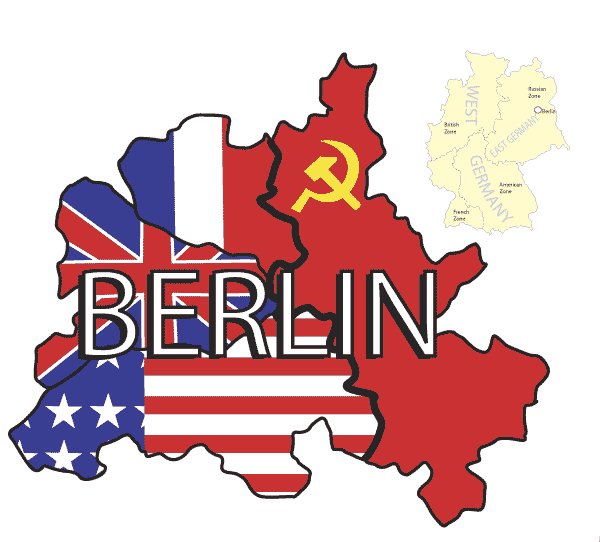 BERLIN
WEST
GERMANY
EAST GERMANY
Russian
Zone
Berlin
British
Zone
American
Zone
French
Zone